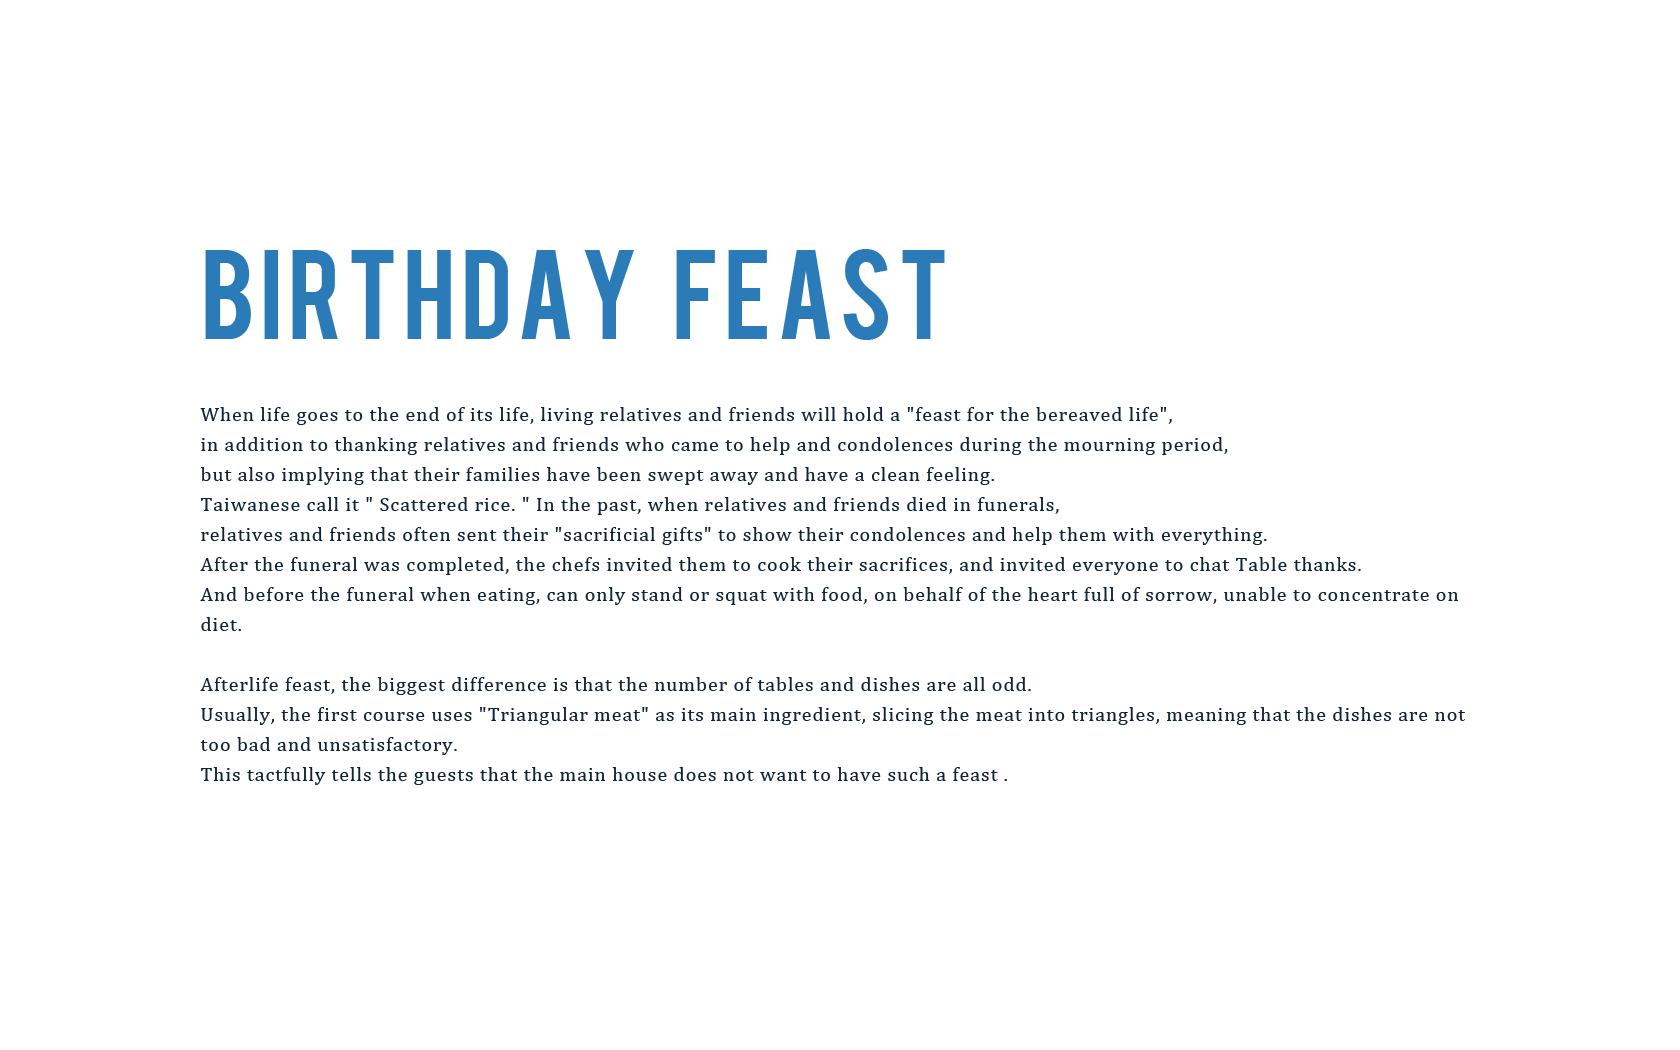 BIRTHDAY FEAST
When life goes to the end of its life, living relatives and friends will hold a "feast for the bereaved life",
in addition to thanking relatives and friends who came to help and condolences during the mourning period,
but also implying that their families have been swept away and have a clean feeling.
Taiwanese call it " Scattered rice. " In the past, when relatives and friends died in funerals,
relatives and friends often sent their "sacrificial gifts" to show their condolences and help them with everything.
After the funeral was completed, the chefs invited them to cook their sacrifices, and invited everyone to chat Table thanks.
And before the funeral when eating, can only stand or squat with food, on behalf of the heart full of sorrow, unable to concentrate on
diet.
Afterlife feast, the biggest difference is that the number of tables and dishes are all odd.
Usually, the first course uses "Triangular meat" as its main ingredient, slicing the meat into triangles, meaning that the dishes are not
too bad and unsatisfactory.
This tactfully tells the guests that the main house does not want to have such a feast .